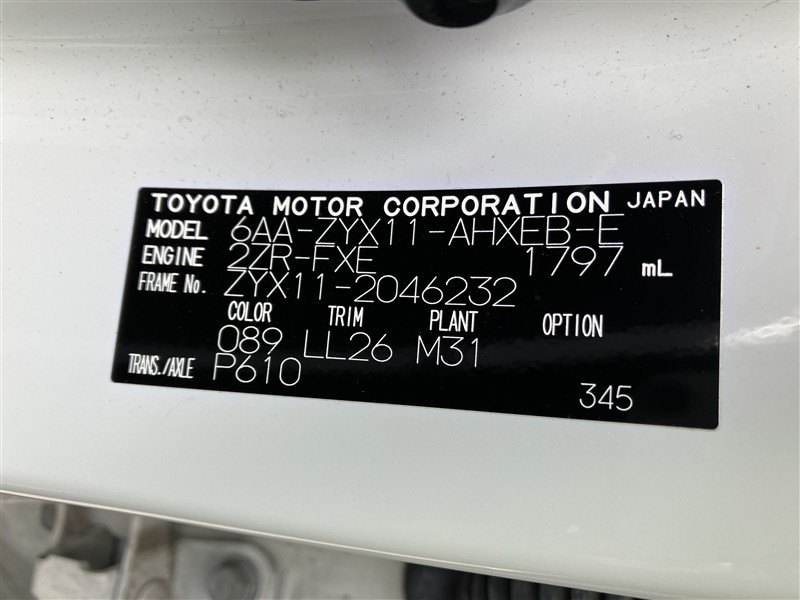 TOYOTA MOTOR CORPORATION JAPAN
MODEL 6AA-ZYX11-AHXEB-E
ENGINE 2ZR-FXE 1797 mL
FRAME No. ZYX11-2046232
COLOR TRIM PLANT OPTION
089 LL26 M31
TRANS./AXLE P610
345